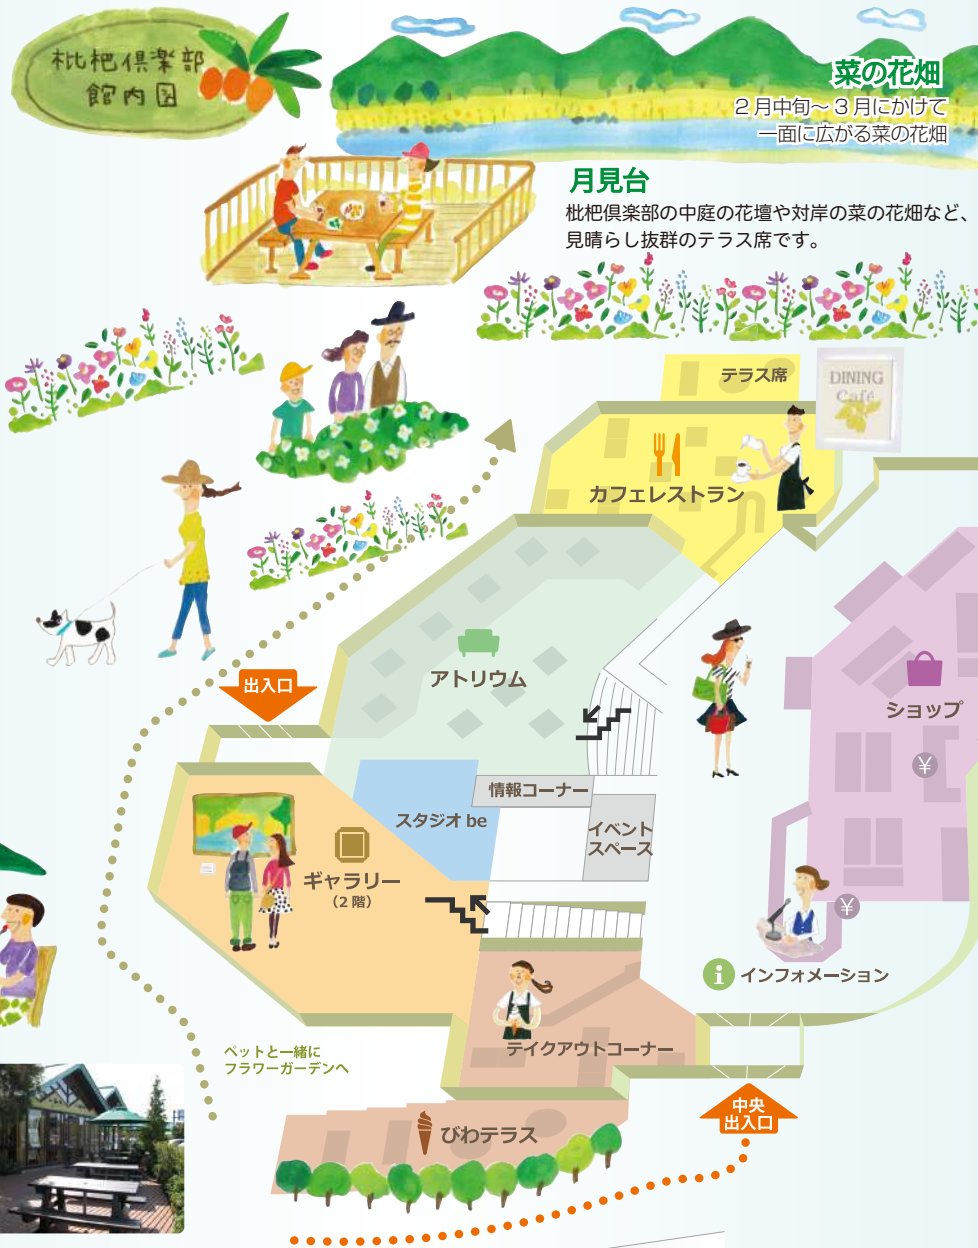 枇杷倶楽部
館内図
菜の花畑
2月中旬～3月にかけて
一面に広がる菜の花畑
月見台
枇杷倶楽部の中庭の花壇や対岸の菜の花畑など、
見晴らし抜群のテラス席です。
テラス席
DINING
Café
カフェレストラン
アトリウム
出入口
ショップ
¥
情報コーナー
スタジオ be
イベント
スペース
ギャラリー
（2 階）
¥
i インフォメーション
テイクアウトコーナー
ペットと一緒に
フラワーガーデンへ
中央
出入口
びわテラス